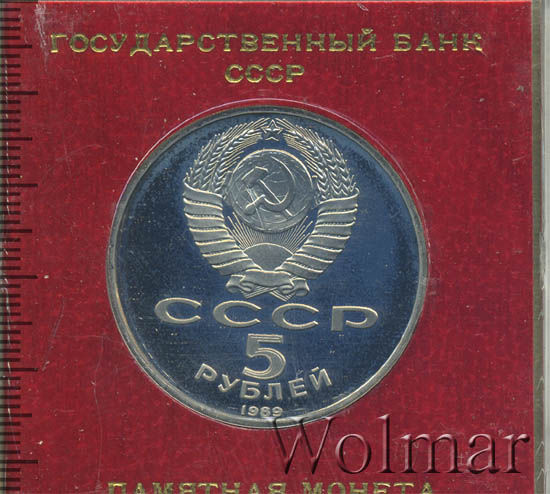 ГОСУДАРСТВЕННЫЙ БАНК
СССР
СССР
5
РУБЛЕЙ
1989
Wolmar
ПАМЯТНАЯ МОНЕТА